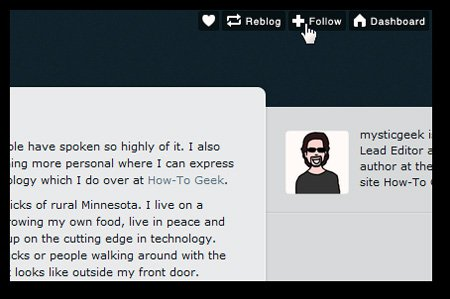 Reblog
Follow
Dashboard
ple have spoken so highly of it. I also
ing more personal where I can express
ology which I do over at How-To Geek.
icks of rural Minnesota. I live on a
rowing my own food, live in peace and
up on the cutting edge in technology.
icks or people walking around with the
t looks like outside my front door.
mysticgeek is
Lead Editor a
author at the
site How-To G